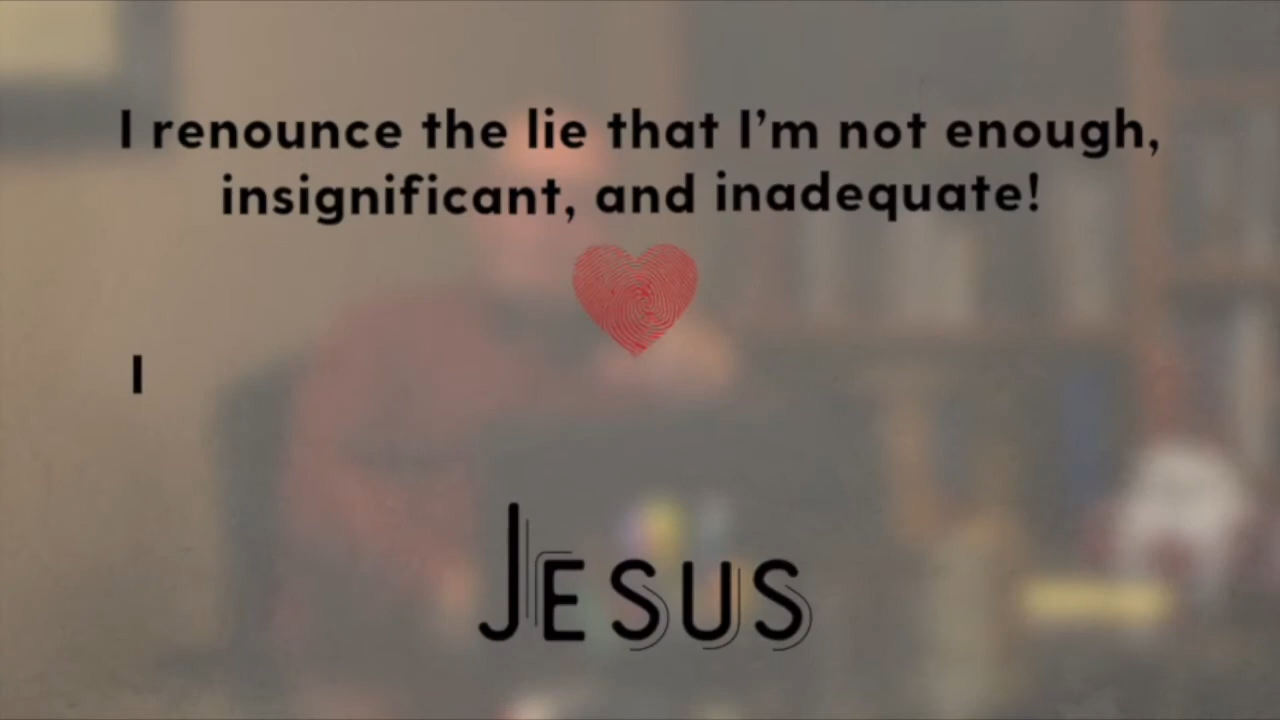 I renounce the lie that I'm not enough,
insignificant, and inadequate!
I
JESUS